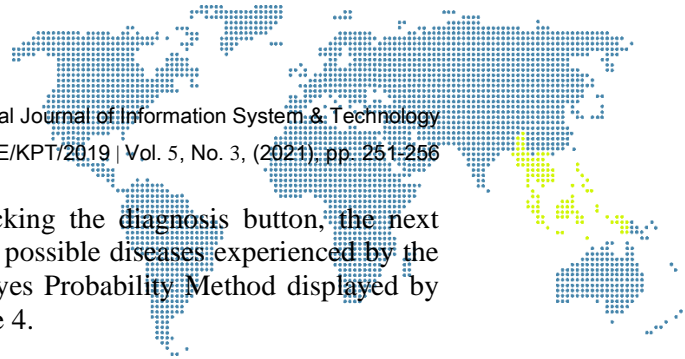 al Journal of Information System & Technology
E/KPT/2019 | Vol. 5, No. 3, (2021), pp. 251-256
cking the diagnosis button, the next
possible diseases experienced by the
yes Probability Method displayed by
e 4.